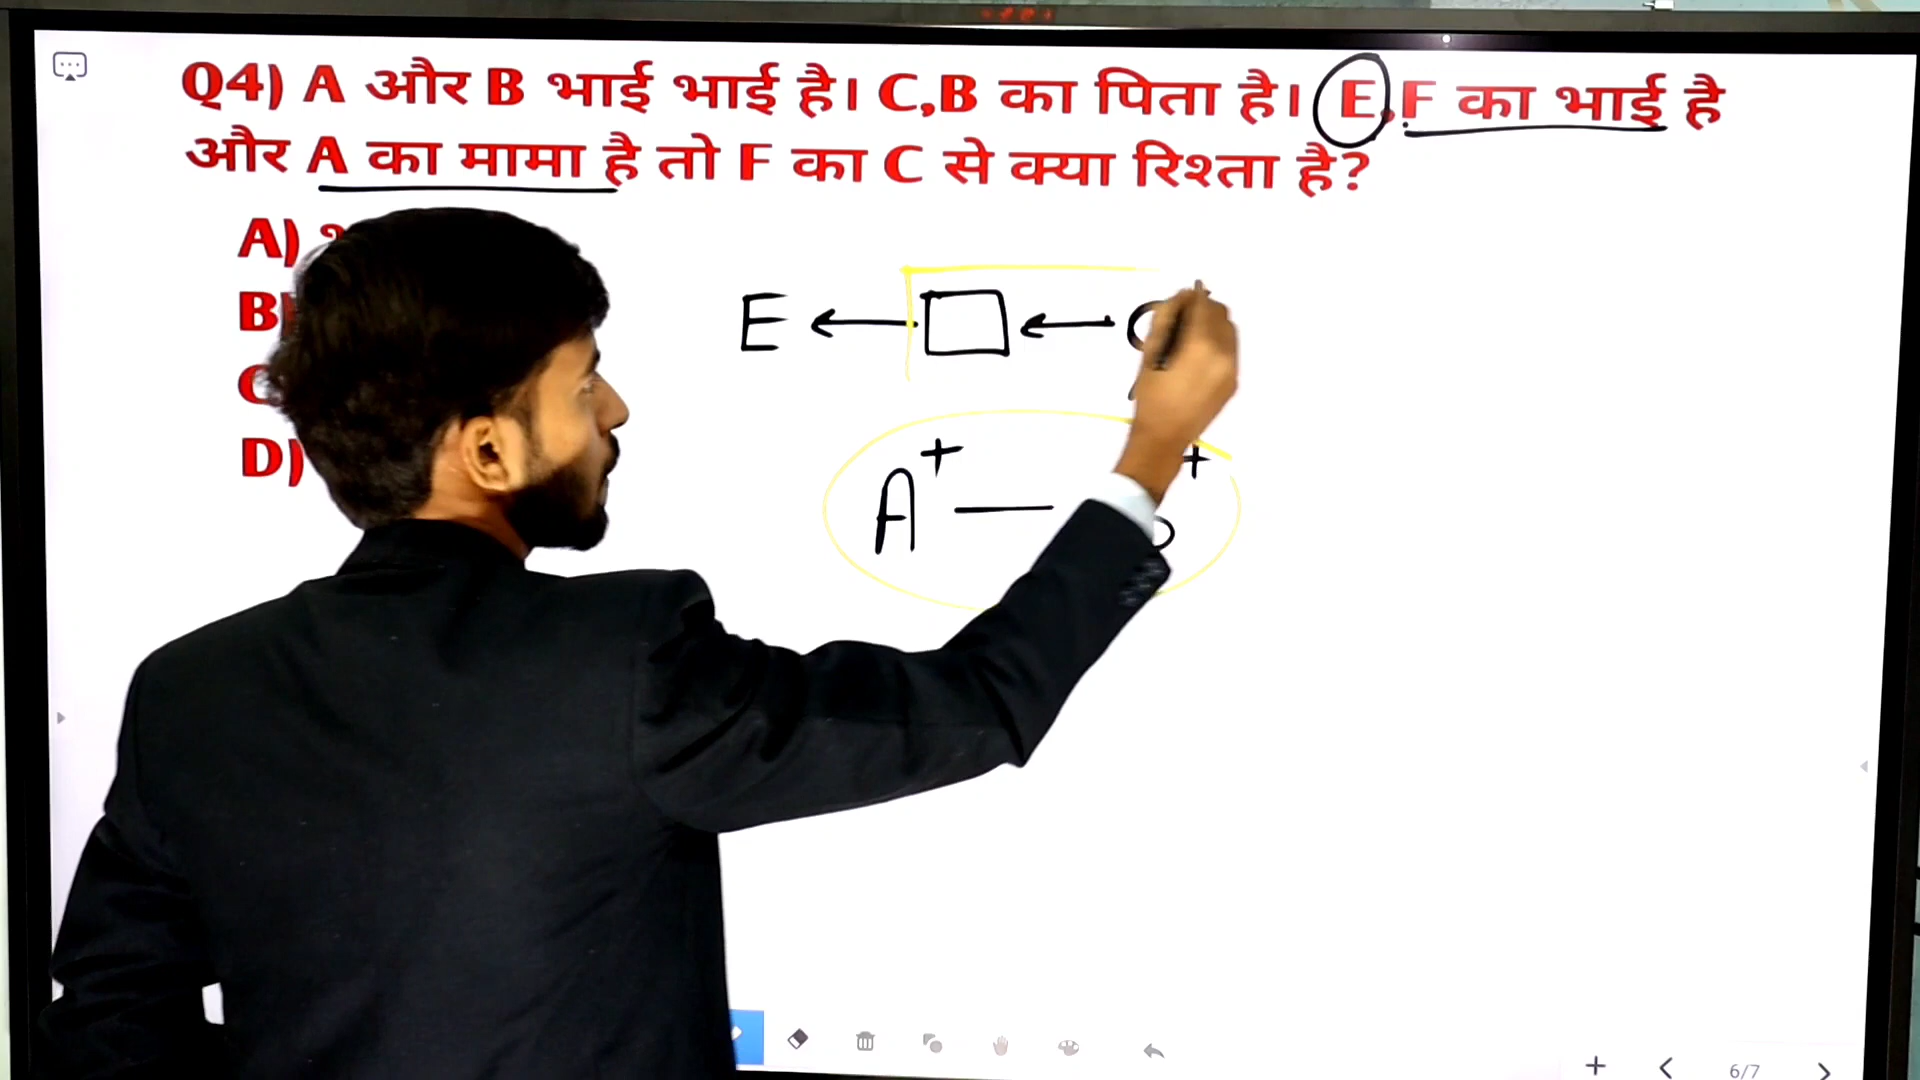 Q4) A और B भाई भाई है। C,B का पिता है। E,F का भाई है
और A का मामा है तो F का C से क्या रिश्ता है?
A)
B)
E ← □ ←
C
D)
A+ — +
6/7